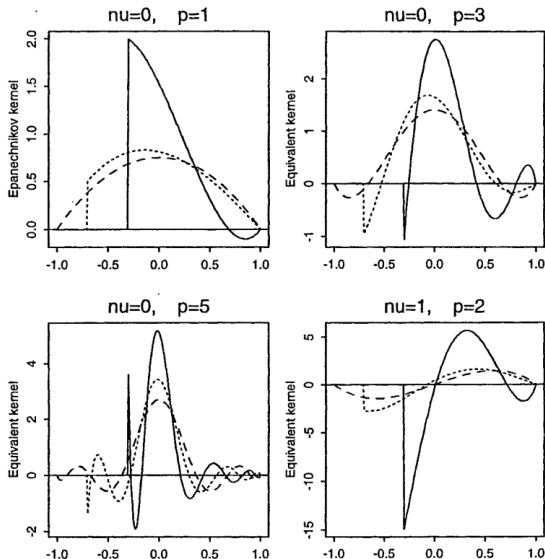 nu=0, p=1
Epanechnikov kernel
2.0
1.5
1.0
0.5
0.0
-1.0 -0.5 0.0 0.5 1.0
nu=0, p=3
Equivalent kernel
2
1
0
-1
-1.0 -0.5 0.0 0.5 1.0
nu=0, p=5
Equivalent kernel
4
2
0
-2
-1.0 -0.5 0.0 0.5 1.0
nu=1, p=2
Equivalent kernel
5
0
-5
-10
-15
-1.0 -0.5 0.0 0.5 1.0